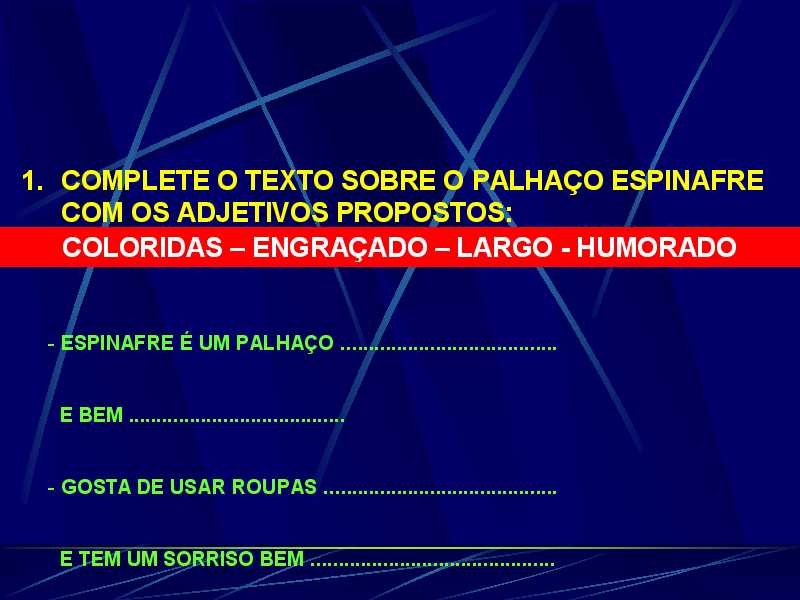 1. COMPLETE O TEXTO SOBRE O PALHAÇO ESPINAFRE
COM OS ADJETIVOS PROPOSTOS:
COLORIDAS – ENGRAÇADO – LARGO - HUMORADO
- ESPINAFRE É UM PALHAÇO .......................................
E BEM .......................................
- GOSTA DE USAR ROUPAS ..........................................
E TEM UM SORRISO BEM ............................................